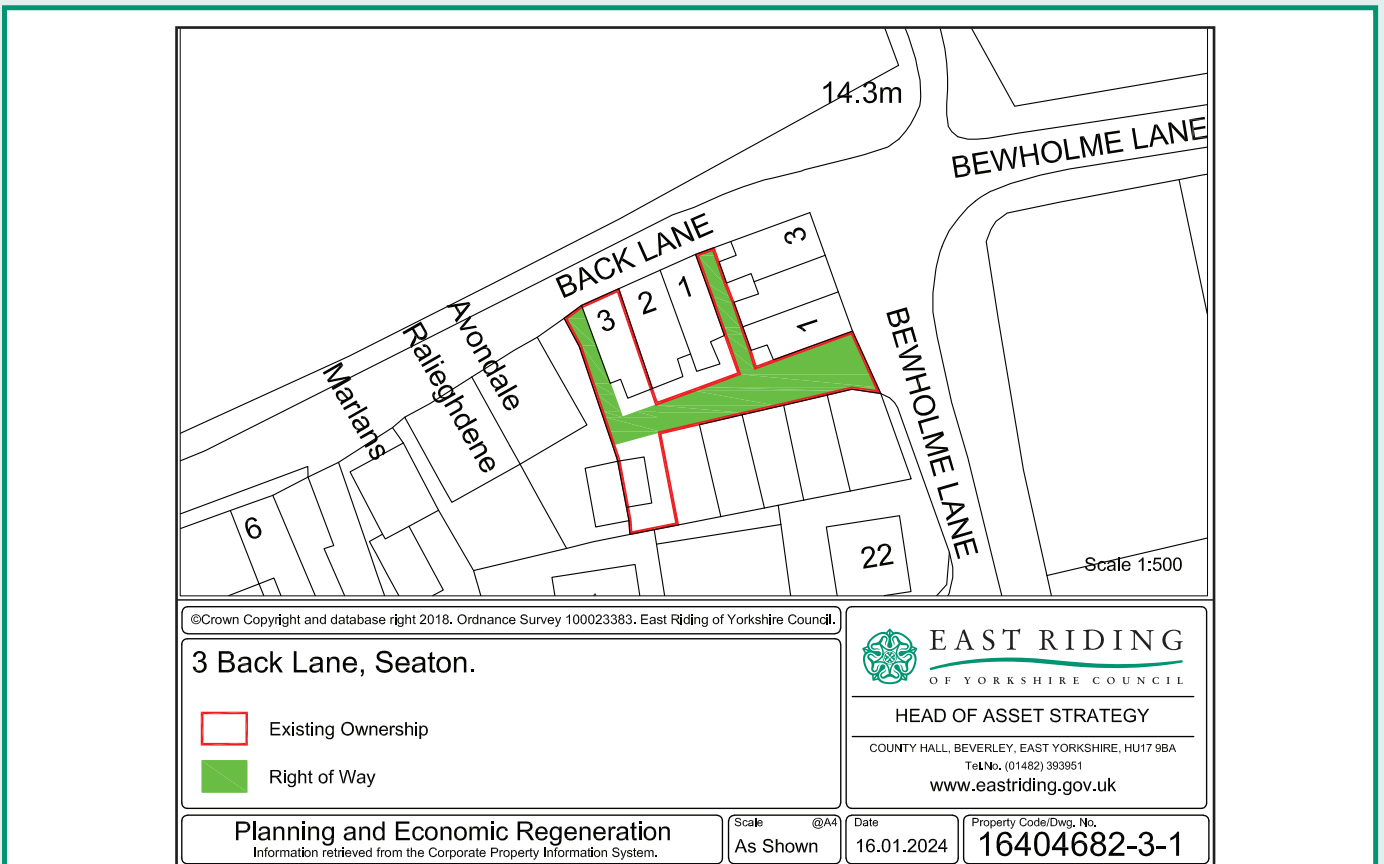 14.3m
BEWHOLME LANE
BACK LANE
3
2
1
3
1
Avondale
Ralieghdene
Marlans
BEWHOLME LANE
6
22
Scale 1:500
©Crown Copyright and database right 2018. Ordnance Survey 100023383. East Riding of Yorkshire Council.
3 Back Lane, Seaton.
Existing Ownership
Right of Way
EAST RIDING
OF YORKSHIRE COUNCIL
HEAD OF ASSET STRATEGY
COUNTY HALL, BEVERLEY, EAST YORKSHIRE, HU17 9BA
Tel.No. (01482) 393951
www.eastriding.gov.uk
Planning and Economic Regeneration
Information retrieved from the Corporate Property Information System.
Scale @A4
As Shown
Date
16.01.2024
Property Code/Dwg. No.
16404682-3-1